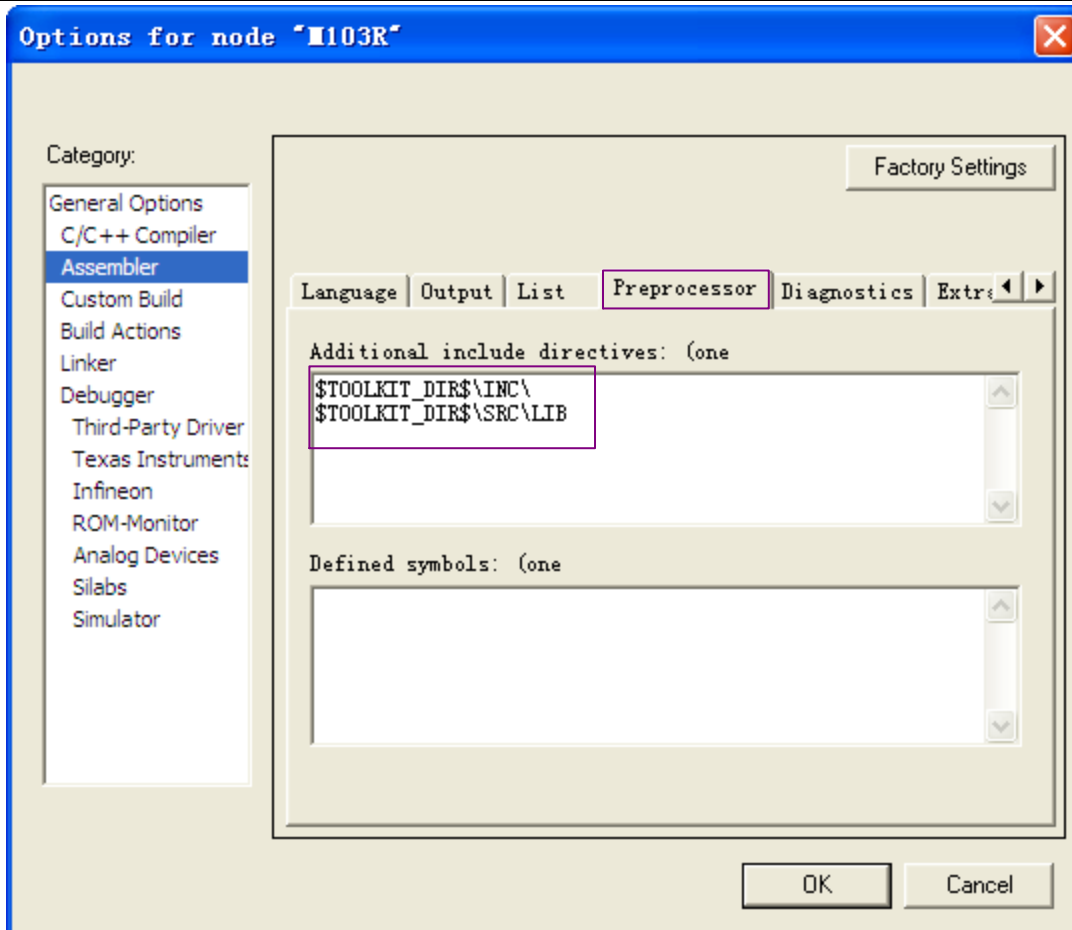 Options for node "M103R"
Category:
Factory Settings
General Options
C/C++ Compiler
Assembler
Custom Build
Build Actions
Linker
Debugger
Third-Party Driver
Texas Instruments
Infineon
ROM-Monitor
Analog Devices
Silabs
Simulator
Language Output List Preprocessor Diagnostics Extra
Additional include directives: (one
$TOOLKIT_DIR$\INC\
$TOOLKIT_DIR$\SRC\LIB
Defined symbols: (one
OK Cancel